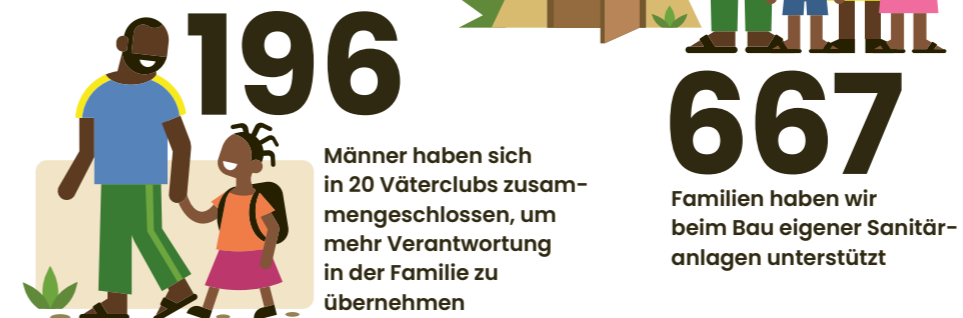 196
Männer haben sich
in 20 Väterclubs zusam-
mengeschlossen, um
mehr Verantwortung
in der Familie zu
übernehmen
667
Familien haben wir
beim Bau eigener Sanitär-
anlagen unterstützt